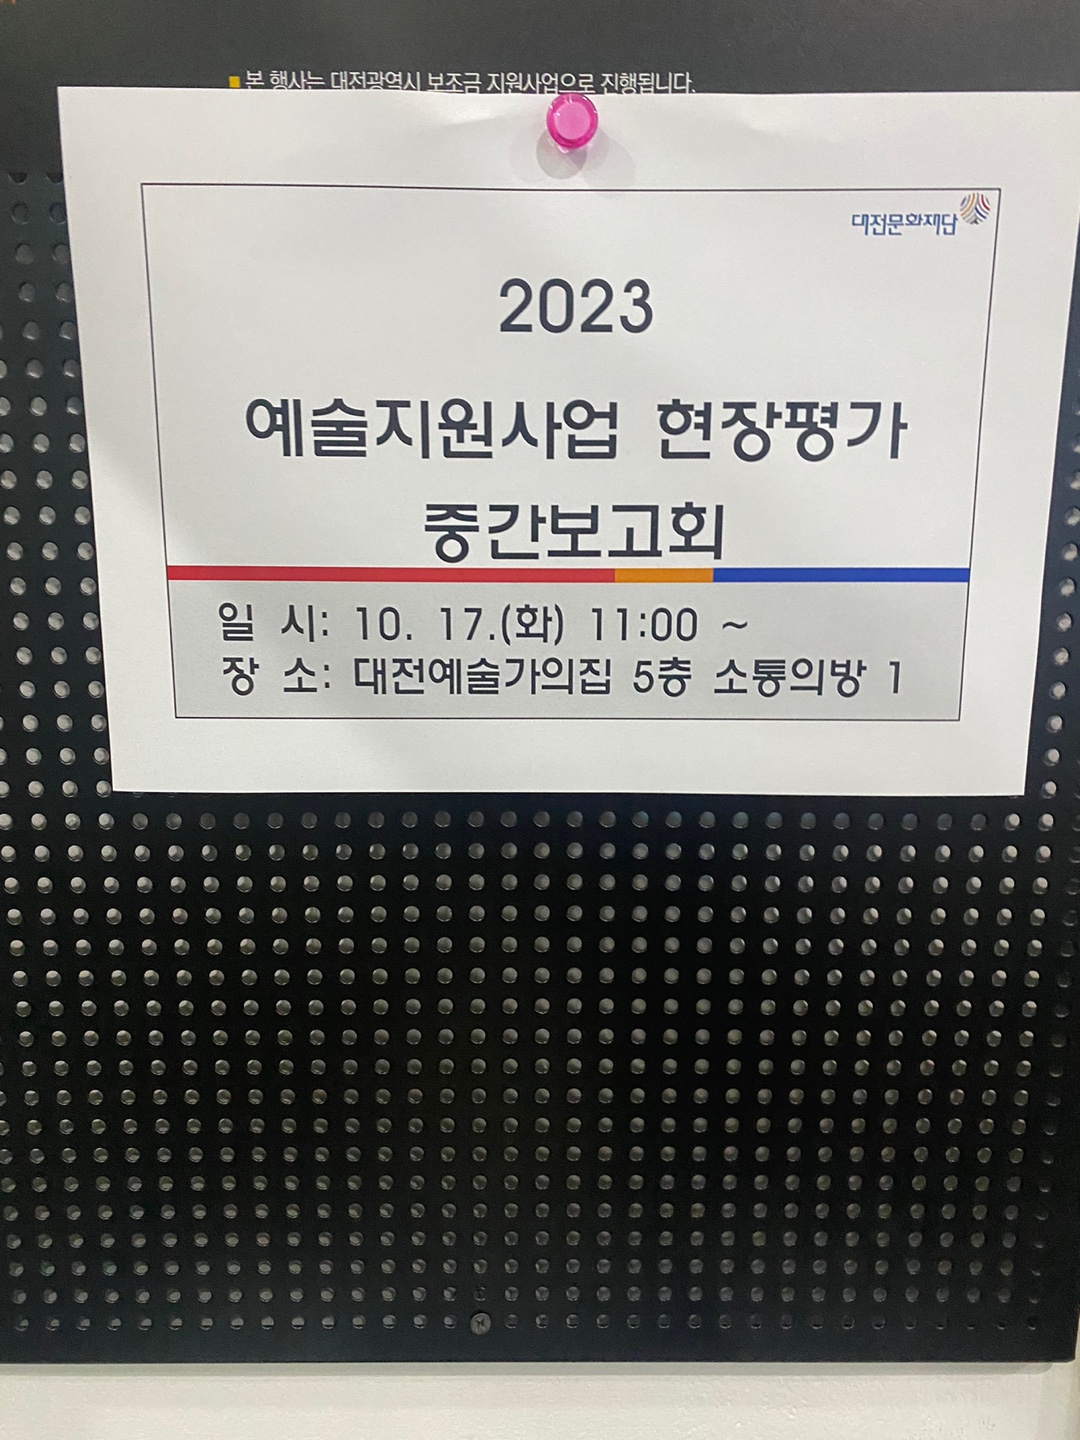 ■ 본 행사는 대전광역시 보조금 지원사업으로 진행됩니다.
대전문화재단
2023
예술지원사업 현장평가
중간보고회
일 시: 10. 17.(화) 11:00 ~
장 소: 대전예술가의집 5층 소통의방 1